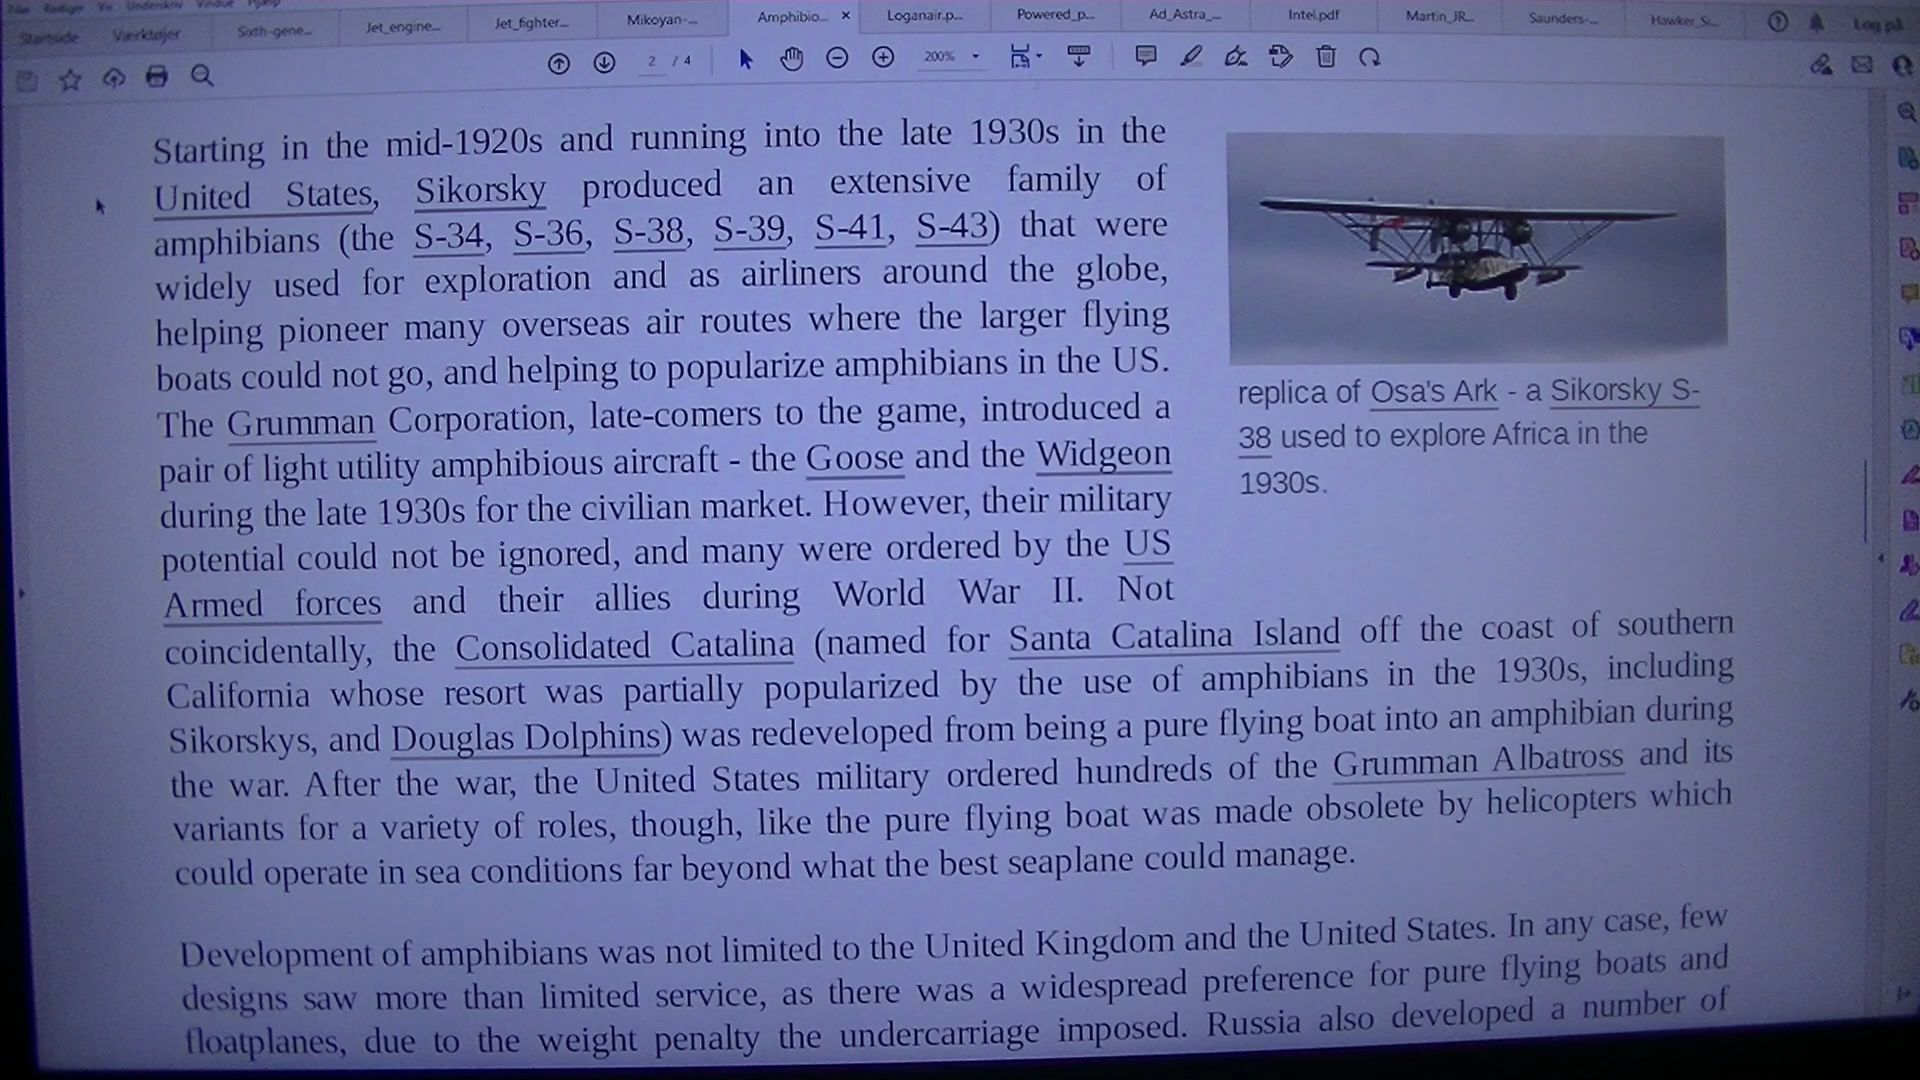 Filer Rediger Vis Underskriv Vindue Hjælp
Startside Værktøjer Sixth-gene... Jet_engine... Jet_fighter... Mikoyan-... Amphibio... × Loganair.p... Powered_p... Ad_Astra_... Intel.pdf Martin_JR... Saunders-... Hawker_Si... Log på
2 / 4 200%
Starting in the mid-1920s and running into the late 1930s in the
United States, Sikorsky produced an extensive family of
amphibians (the S-34, S-36, S-38, S-39, S-41, S-43) that were
widely used for exploration and as airliners around the globe,
helping pioneer many overseas air routes where the larger flying
boats could not go, and helping to popularize amphibians in the US.
The Grumman Corporation, late-comers to the game, introduced a
pair of light utility amphibious aircraft - the Goose and the Widgeon
during the late 1930s for the civilian market. However, their military
potential could not be ignored, and many were ordered by the US
Armed forces and their allies during World War II. Not
coincidentally, the Consolidated Catalina (named for Santa Catalina Island off the coast of southern
California whose resort was partially popularized by the use of amphibians in the 1930s, including
Sikorskys, and Douglas Dolphins) was redeveloped from being a pure flying boat into an amphibian during
the war. After the war, the United States military ordered hundreds of the Grumman Albatross and its
variants for a variety of roles, though, like the pure flying boat was made obsolete by helicopters which
could operate in sea conditions far beyond what the best seaplane could manage.
replica of Osa's Ark - a Sikorsky S-
38 used to explore Africa in the
1930s.
Development of amphibians was not limited to the United Kingdom and the United States. In any case, few
designs saw more than limited service, as there was a widespread preference for pure flying boats and
floatplanes, due to the weight penalty the undercarriage imposed. Russia also developed a number of